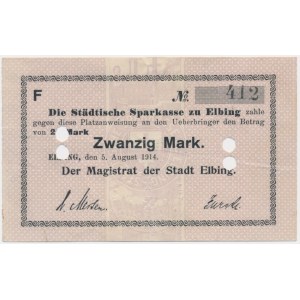 F № 412
Die Städtische Sparkasse zu Elbing zahle
gegen diese Platzanweisung an den Ueberbringer den Betrag
von 2 Mark
Zwanzig Mark.
ELBING, den 5. August 1914.
Der Magistrat der Stadt Elbing.